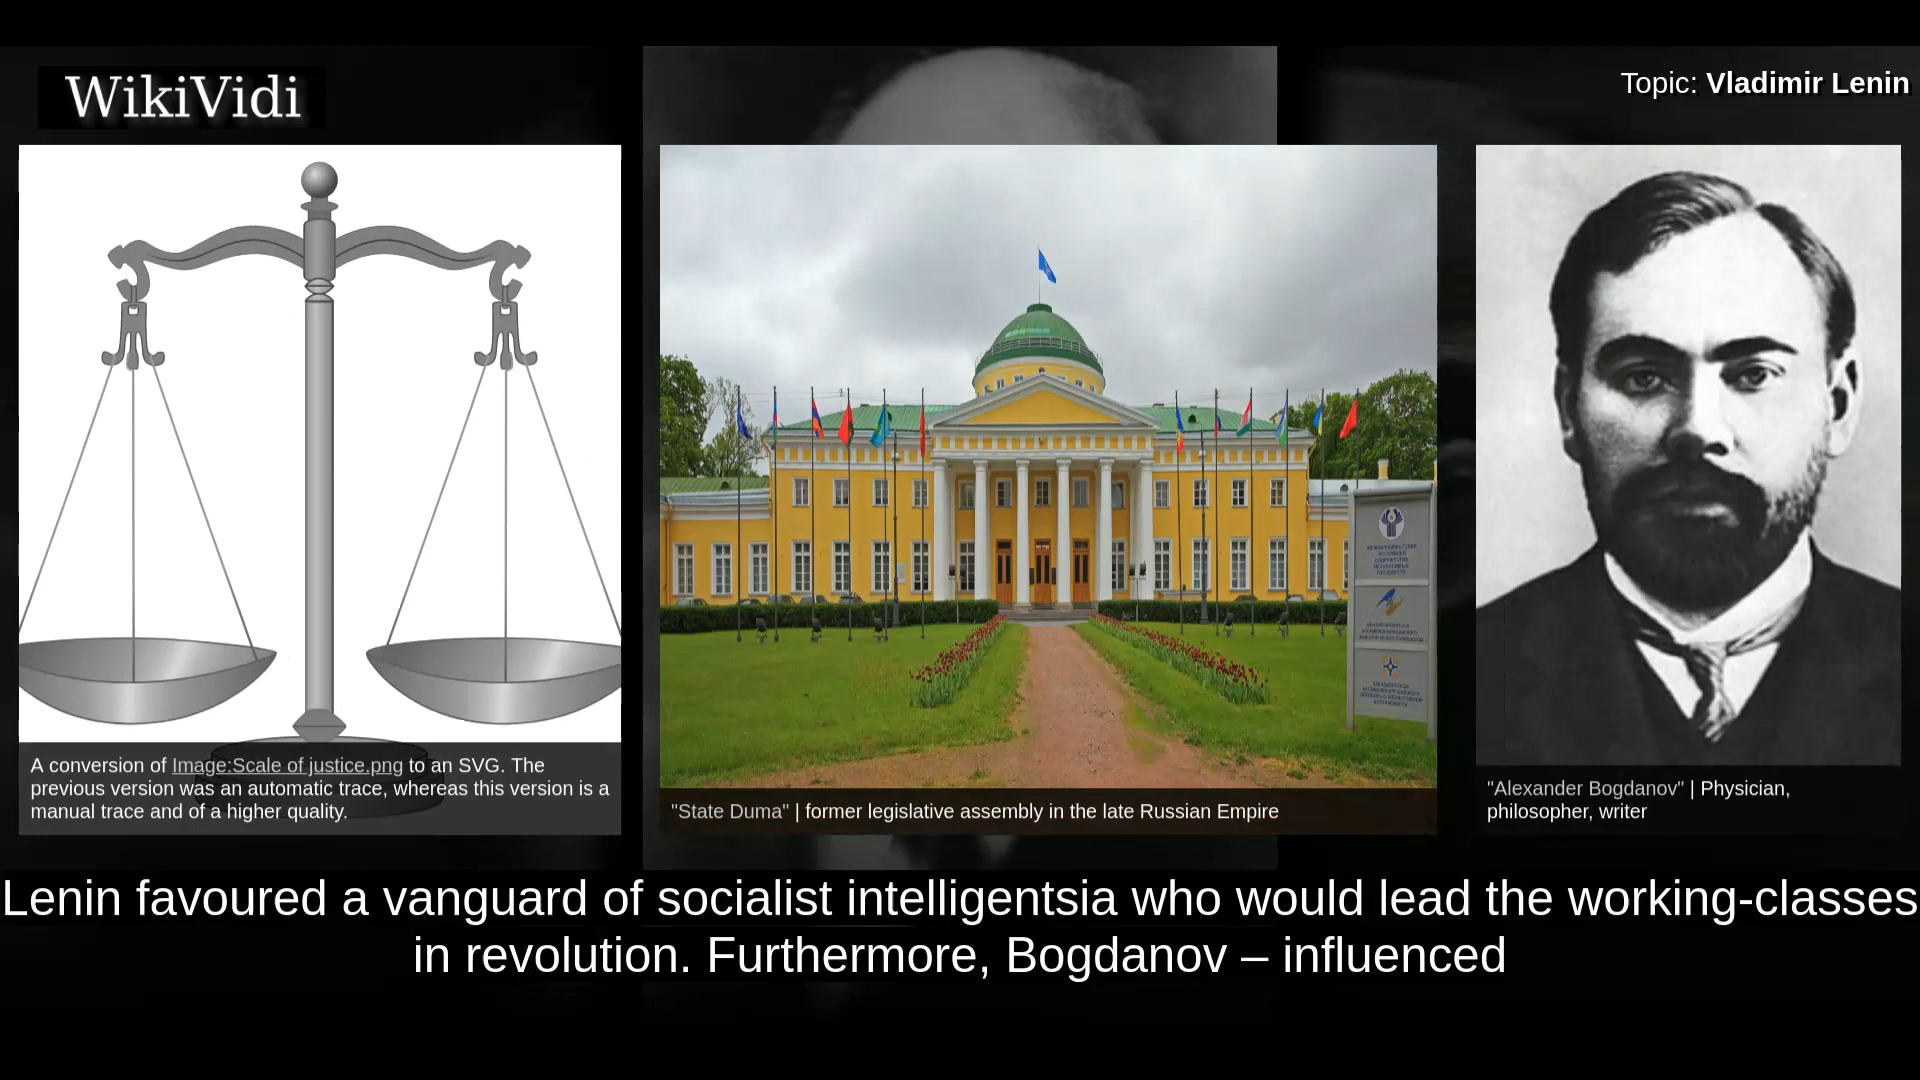 WikiVidi
Topic: Vladimir Lenin
A conversion of Image:Scale of justice.png to an SVG. The
previous version was an automatic trace, whereas this version is a
manual trace and of a higher quality.
"State Duma" | former legislative assembly in the late Russian Empire
"Alexander Bogdanov" | Physician,
philosopher, writer
Lenin favoured a vanguard of socialist intelligentsia who would lead the working-classes
in revolution. Furthermore, Bogdanov – influenced